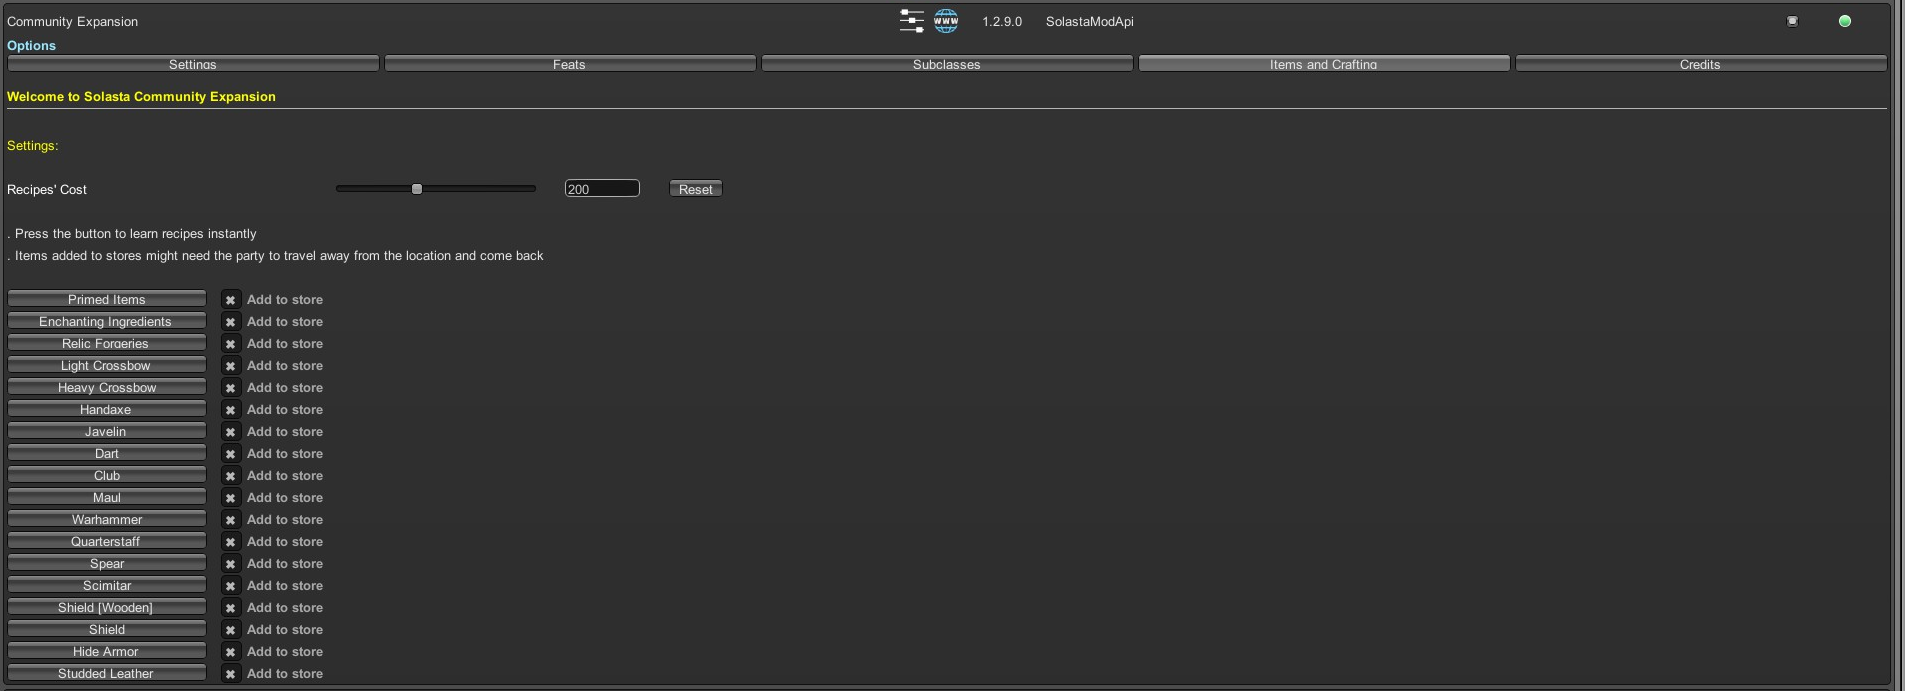 Community Expansion www 1.2.9.0 SolastaModApi
Options
Settings Feats Subclasses Items and Crafting Credits
Welcome to Solasta Community Expansion
Settings:
Recipes' Cost 200 Reset
. Press the button to learn recipes instantly
. Items added to stores might need the party to travel away from the location and come back
Primed Items ✖ Add to store
Enchanting Ingredients ✖ Add to store
Relic Forgeries ✖ Add to store
Light Crossbow ✖ Add to store
Heavy Crossbow ✖ Add to store
Handaxe ✖ Add to store
Javelin ✖ Add to store
Dart ✖ Add to store
Club ✖ Add to store
Maul ✖ Add to store
Warhammer ✖ Add to store
Quarterstaff ✖ Add to store
Spear ✖ Add to store
Scimitar ✖ Add to store
Shield [Wooden] ✖ Add to store
Shield ✖ Add to store
Hide Armor ✖ Add to store
Studded Leather ✖ Add to store